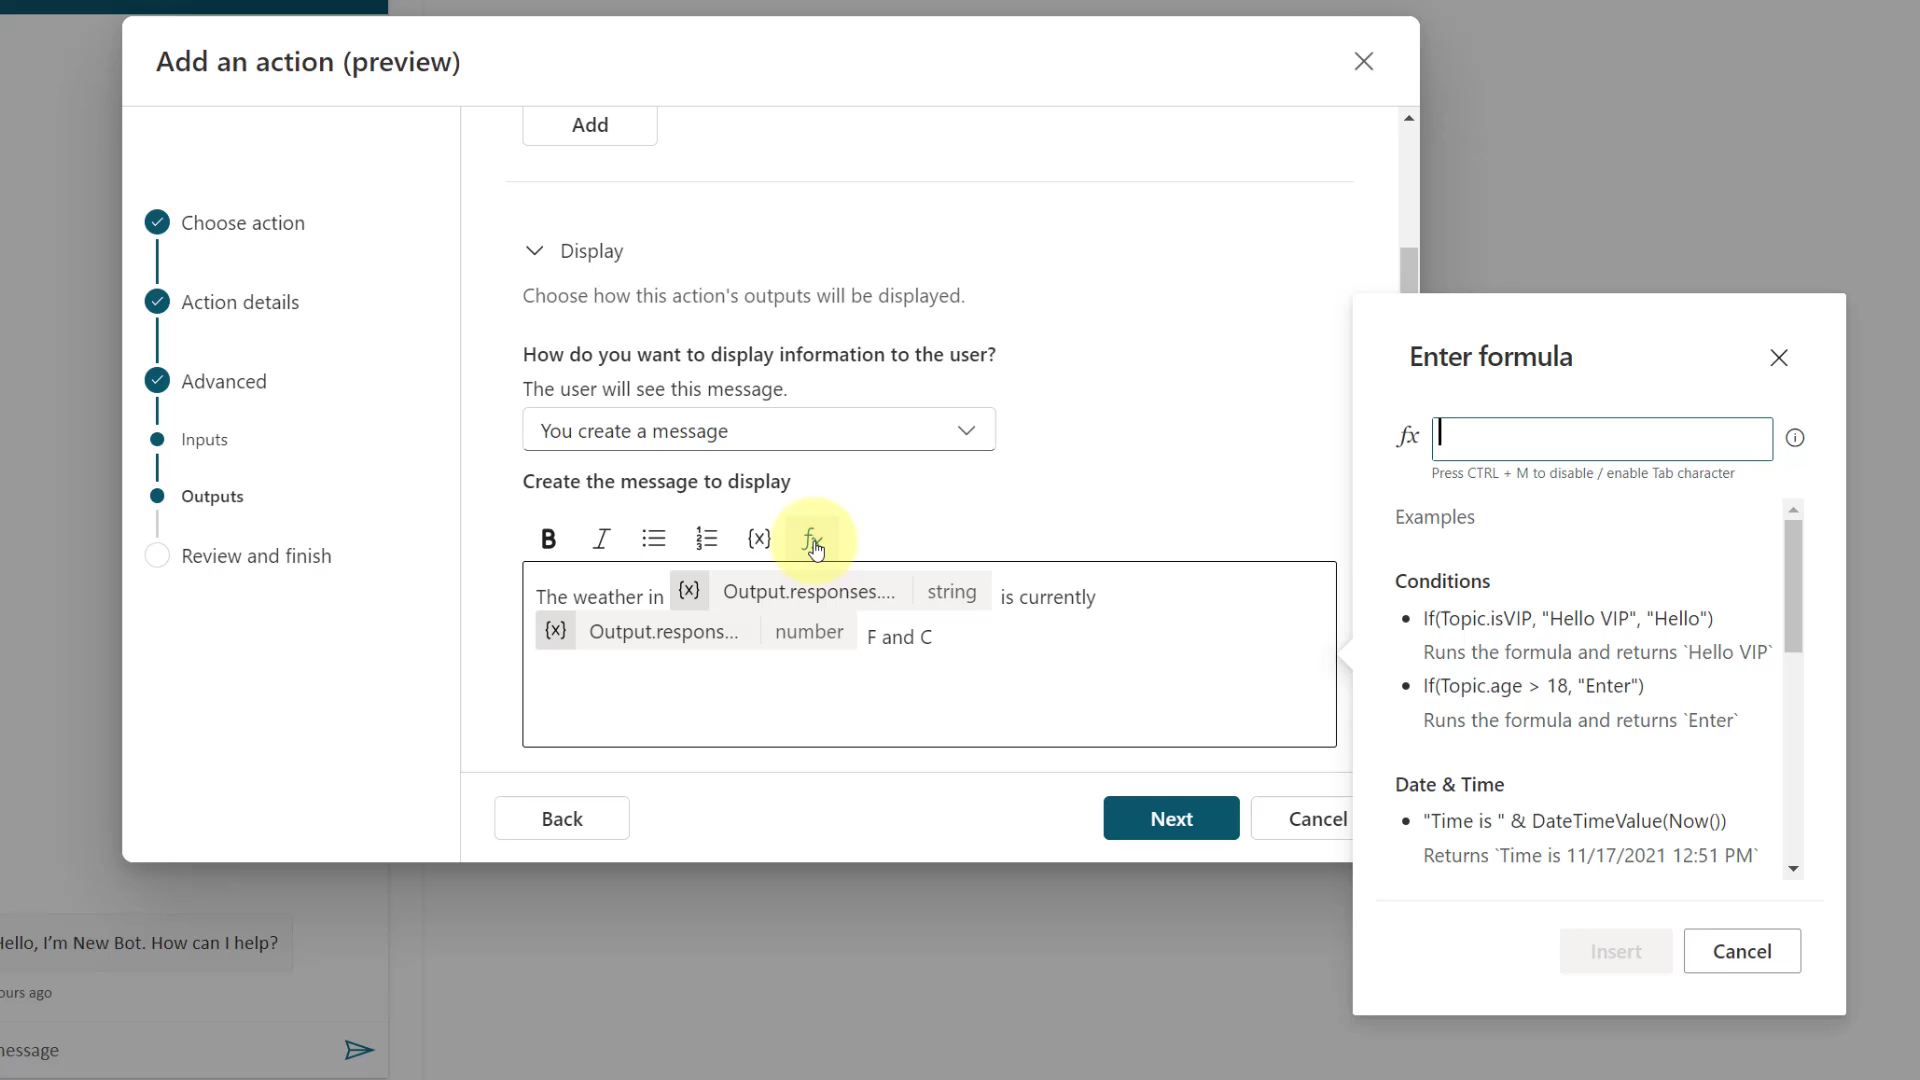 Add an action (preview)
Add
Choose action
Action details
Advanced
Inputs
Outputs
Review and finish
Display
Choose how this action's outputs will be displayed.
How do you want to display information to the user?
The user will see this message.
You create a message
Create the message to display
B I {x} fx
The weather in {x} Output.responses.... string is currently
{x} Output.respons... number F and C
Back
Next
Cancel
Enter formula
fx
Press CTRL + M to disable / enable Tab character
Examples
Conditions
• If(Topic.isVIP, "Hello VIP", "Hello")
Runs the formula and returns `Hello VIP`
• If(Topic.age > 18, "Enter")
Runs the formula and returns `Enter`
Date & Time
• "Time is " & DateTimeValue(Now())
Returns `Time is 11/17/2021 12:51 PM`
Insert
Cancel
Hello, I'm New Bot. How can I help?
ours ago
message